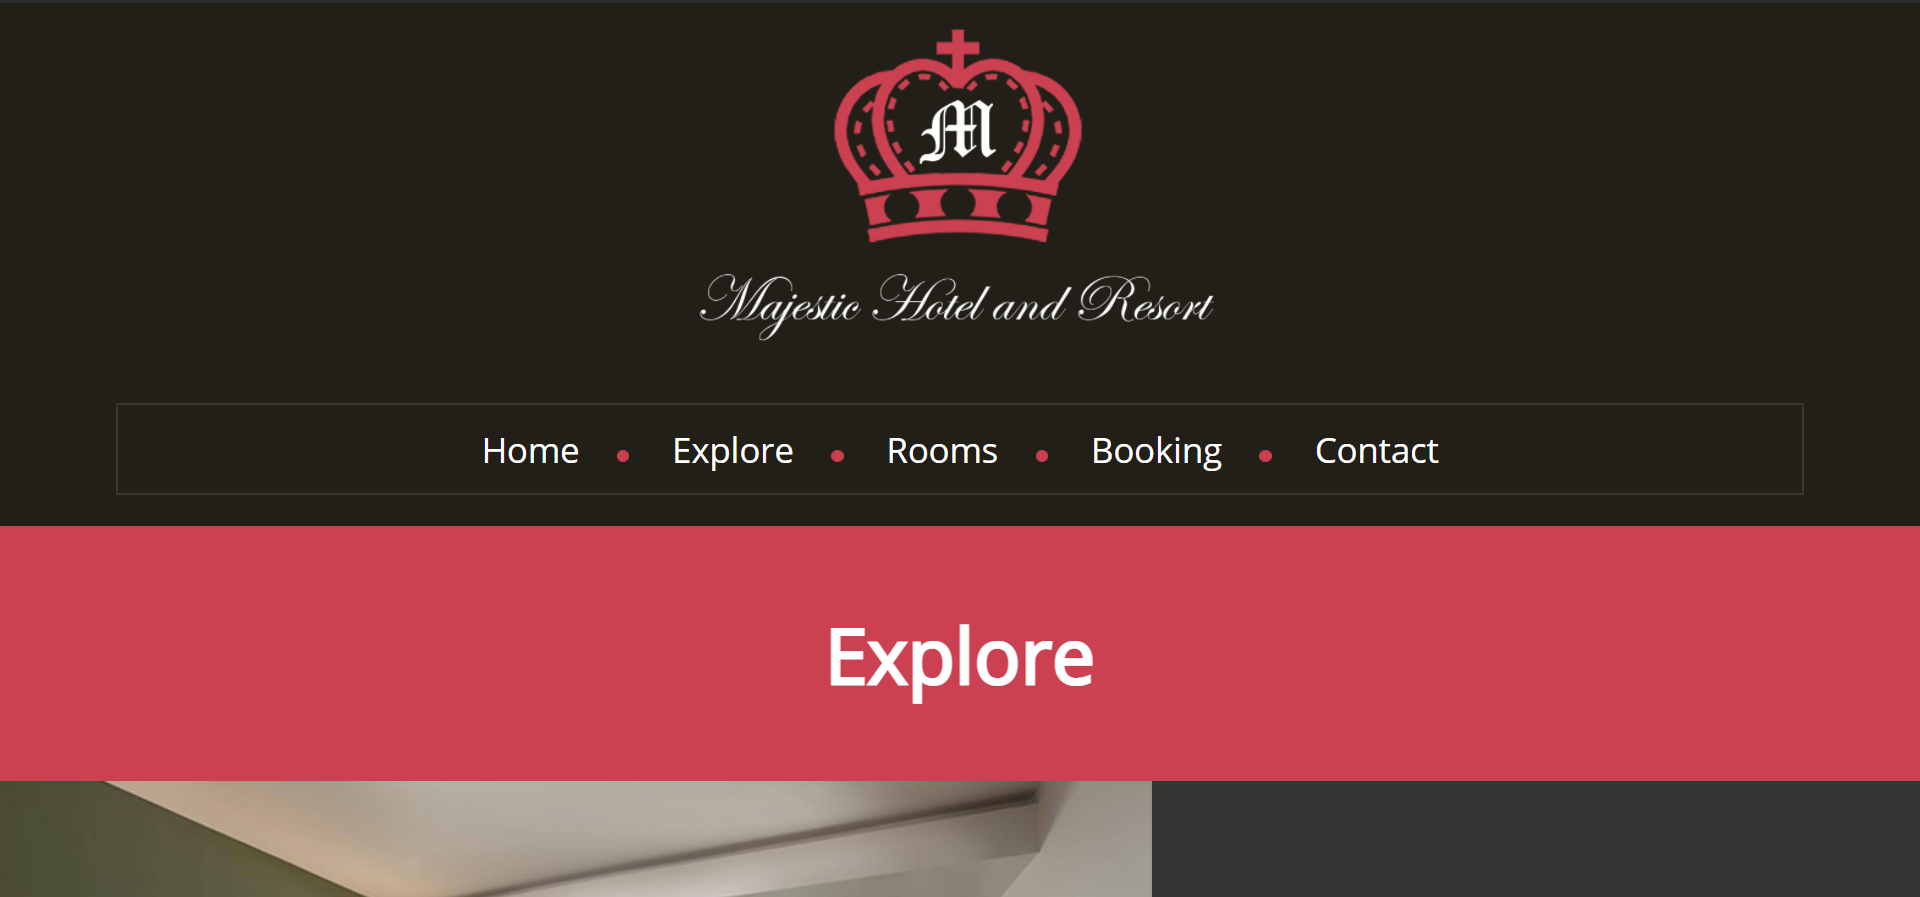 M
Majestic Hotel and Resort
Home Explore Rooms Booking Contact
Explore